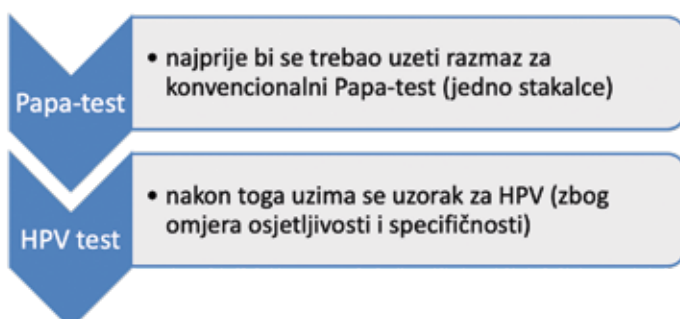 Papa-test
• najprije bi se trebao uzeti razmaz za
konvencionalni Papa-test (jedno stakalce)
HPV test
• nakon toga uzima se uzorak za HPV (zbog
omjera osjetljivosti i specifičnosti)